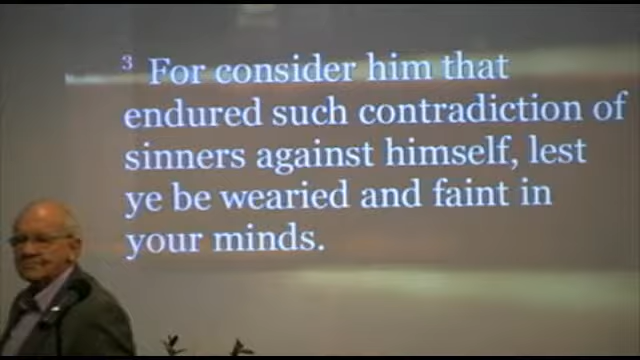 3 For consider him that
endured such contradiction of
sinners against himself, lest
ye be wearied and faint in
your minds.